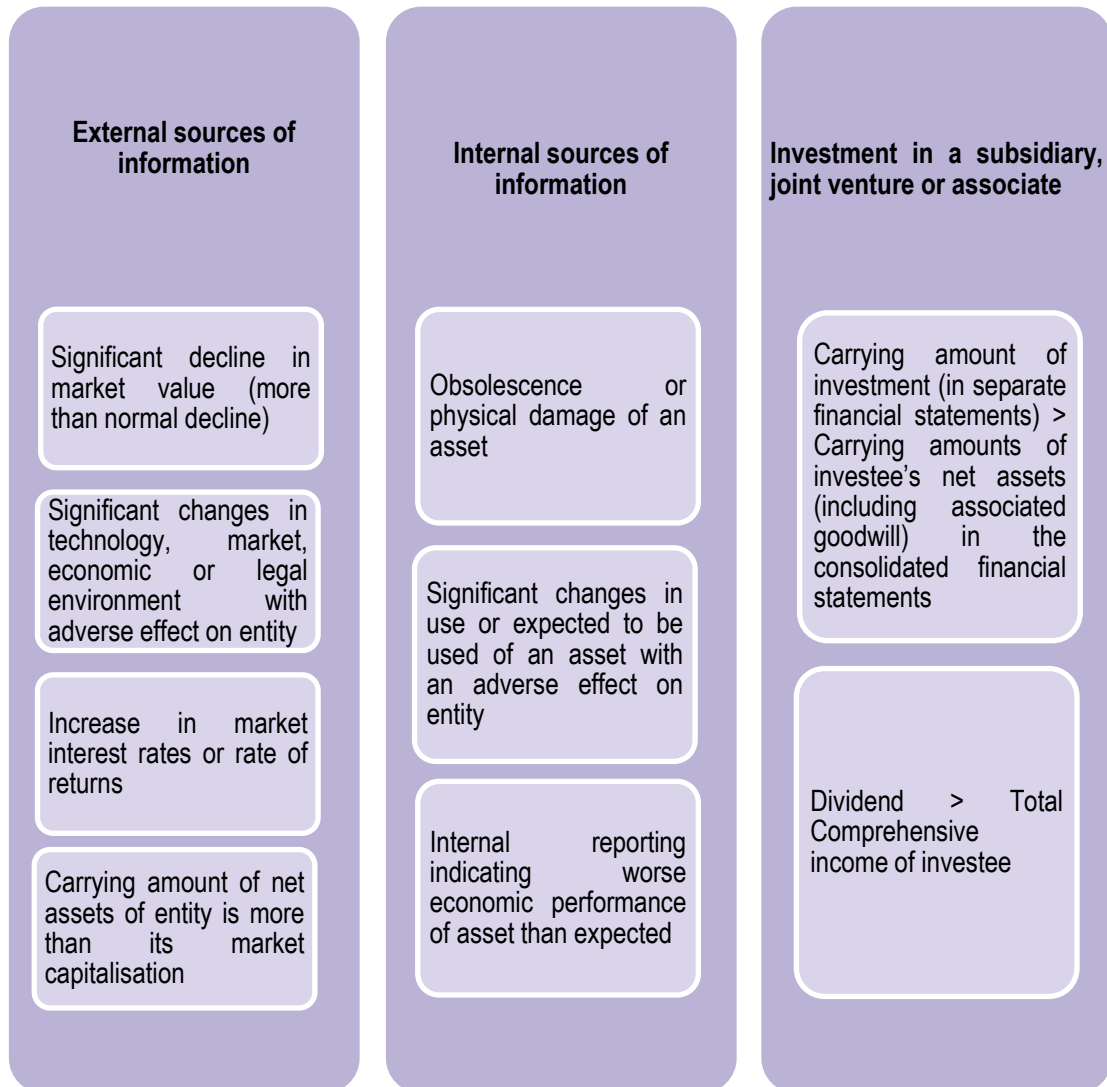 External sources of
information
Significant decline in
market value (more
than normal decline)
Significant changes in
technology, market,
economic or legal
environment with
adverse effect on entity
Increase in market
interest rates or rate of
returns
Carrying amount of net
assets of entity is more
than its market
capitalisation
Internal sources of
information
Obsolescence or
physical damage of an
asset
Significant changes in
use or expected to be
used of an asset with
an adverse effect on
entity
Internal reporting
indicating worse
economic performance
of asset than expected
Investment in a subsidiary,
joint venture or associate
Carrying amount of
investment (in separate
financial statements) >
Carrying amounts of
investee's net assets
(including associated
goodwill) in the
consolidated financial
statements
Dividend > Total
Comprehensive
income of investee